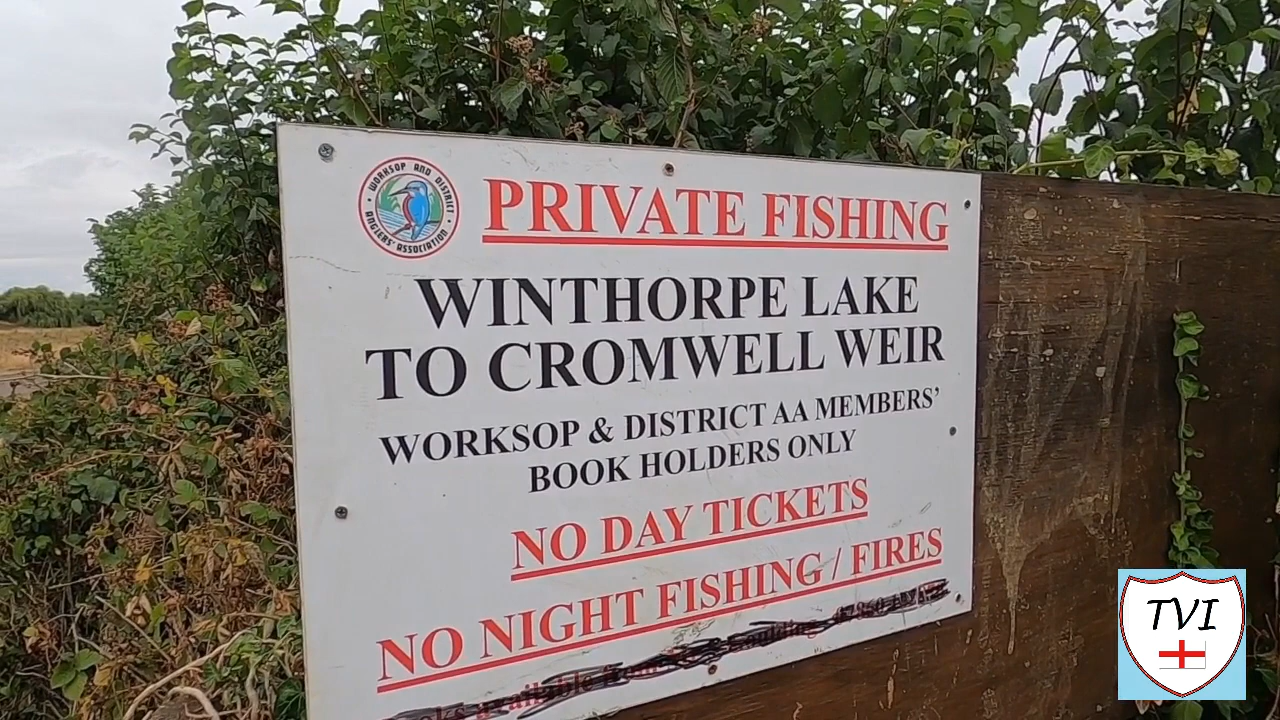 WORKSOP AND DISTRICT
ANGLERS' ASSOCIATION
PRIVATE FISHING
WINTHORPE LAKE
TO CROMWELL WEIR
WORKSOP & DISTRICT AA MEMBERS'
BOOK HOLDERS ONLY
NO DAY TICKETS
NO NIGHT FISHING / FIRES
available
TVI